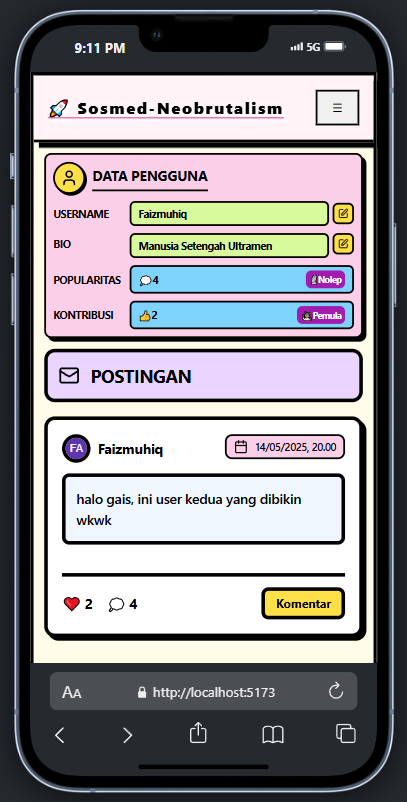 9:11 PM
5G
Sosmed-Neobrutalism
DATA PENGGUNA
USERNAME
Faizmuhiq
BIO
Manusia Setengah Ultramen
POPULARITAS
4
Nolep
KONTRIBUSI
2
Pemula
POSTINGAN
FA
Faizmuhiq
14/05/2025, 20.00
halo gais, ini user kedua yang dibikin
wkwk
2
4
Komentar
AA
http://localhost:5173